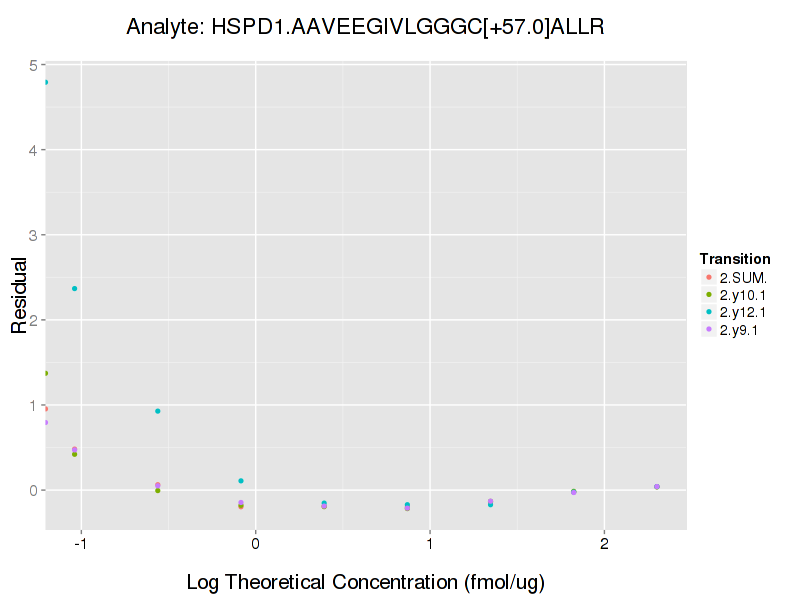 Analyte: HSPD1.AAVEEGIVLGGGC[+57.0]ALLR
5
4
3
2
1
0
Residual
-1
0
1
2
Log Theoretical Concentration (fmol/ug)
Transition
2.SUM.
2.y10.1
2.y12.1
2.y9.1